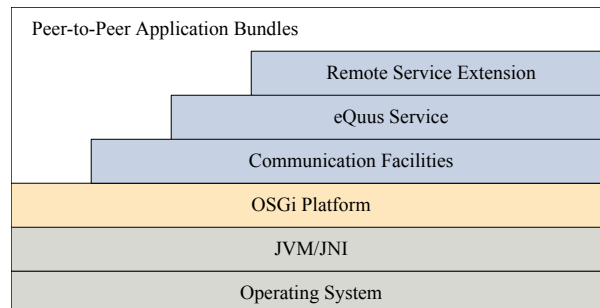 Peer-to-Peer Application Bundles
Remote Service Extension
eQuus Service
Communication Facilities
OSGi Platform
JVM/JNI
Operating System